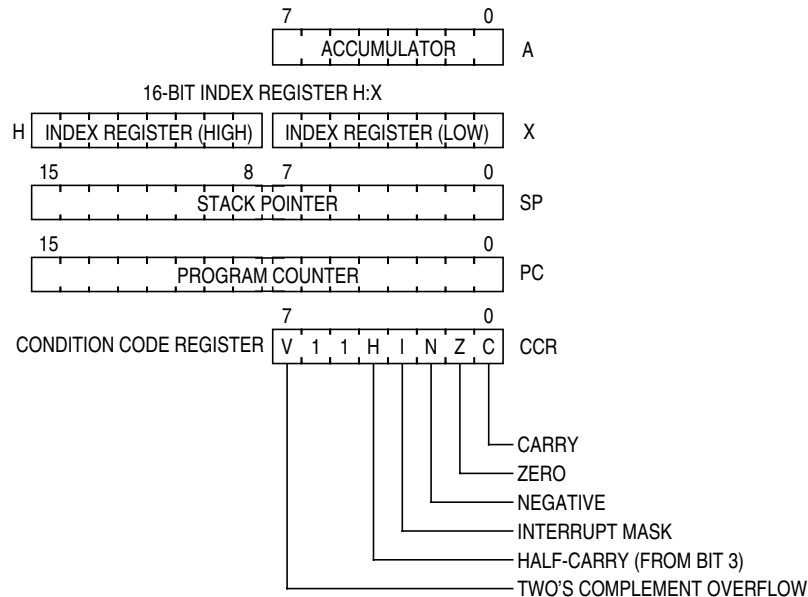 7 0
ACCUMULATOR A
16-BIT INDEX REGISTER H:X
H INDEX REGISTER (HIGH) INDEX REGISTER (LOW) X
15 8 7 0
STACK POINTER SP
15 0
PROGRAM COUNTER PC
7 0
CONDITION CODE REGISTER V 1 1 H I N Z C CCR
CARRY
ZERO
NEGATIVE
INTERRUPT MASK
HALF-CARRY (FROM BIT 3)
TWO'S COMPLEMENT OVERFLOW